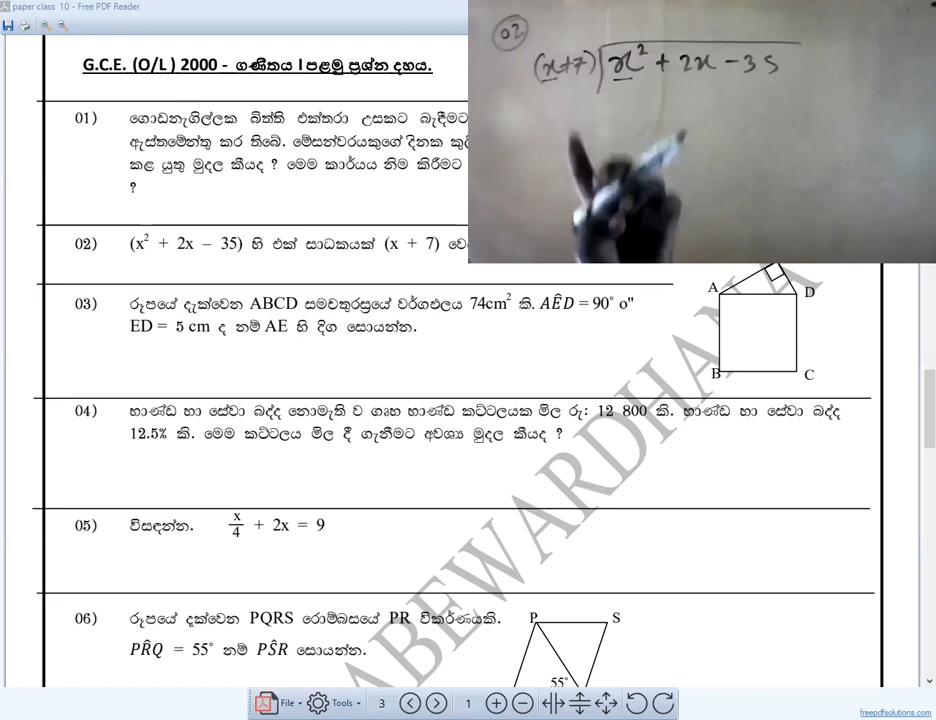 paper class 10 - Free PDF Reader
G.C.E. (O/L ) 2000 - ගණිතය I පළමු ප්‍රශ්න දහය.
02
(x+7) x² + 2x - 35
01) ගොඩනැගිල්ලක බිත්ති එක්තරා උසකට බැදීමට
ඇස්තමේන්තු කර තිබේ. මේසන්වරයකුගේ දිනක කුලි
කළ යුතු මුදල කීයද ? මෙම කාර්යය නිම කිරීමට
?
02) (x² + 2x – 35) හි එක් සාධකයක් (x + 7) වේ
03) රූපයේ දැක්වෙන ABCD සමචතුරස්‍රයේ වර්ගඵලය 74cm² කි. AÊD = 90° ෙ"
ED = 5 cm ද නම් AE හි දිග සොයන්න.
A D
B C
04) භාණ්ඩ හා සේවා බද්ද නොමැති ව ගෘහ භාණ්ඩ කට්ටලයක මිල රු: 12 800 කි. භාණ්ඩ හා සේවා බද්ද
12.5% කි. මෙම කට්ටලය මිල දී ගැනීමට අවශ්‍ය මුදල කීයද ?
05) විසඳන්න. x/4 + 2x = 9
06) රූපයේ දක්වෙන PQRS රොම්බසයේ PR විකර්ණයකි.
PR̂Q = 55° නම් PŜR සොයන්න.
P S
55°
ABEWARDHANA
File Tools 3 1
freepdfsolutions.com